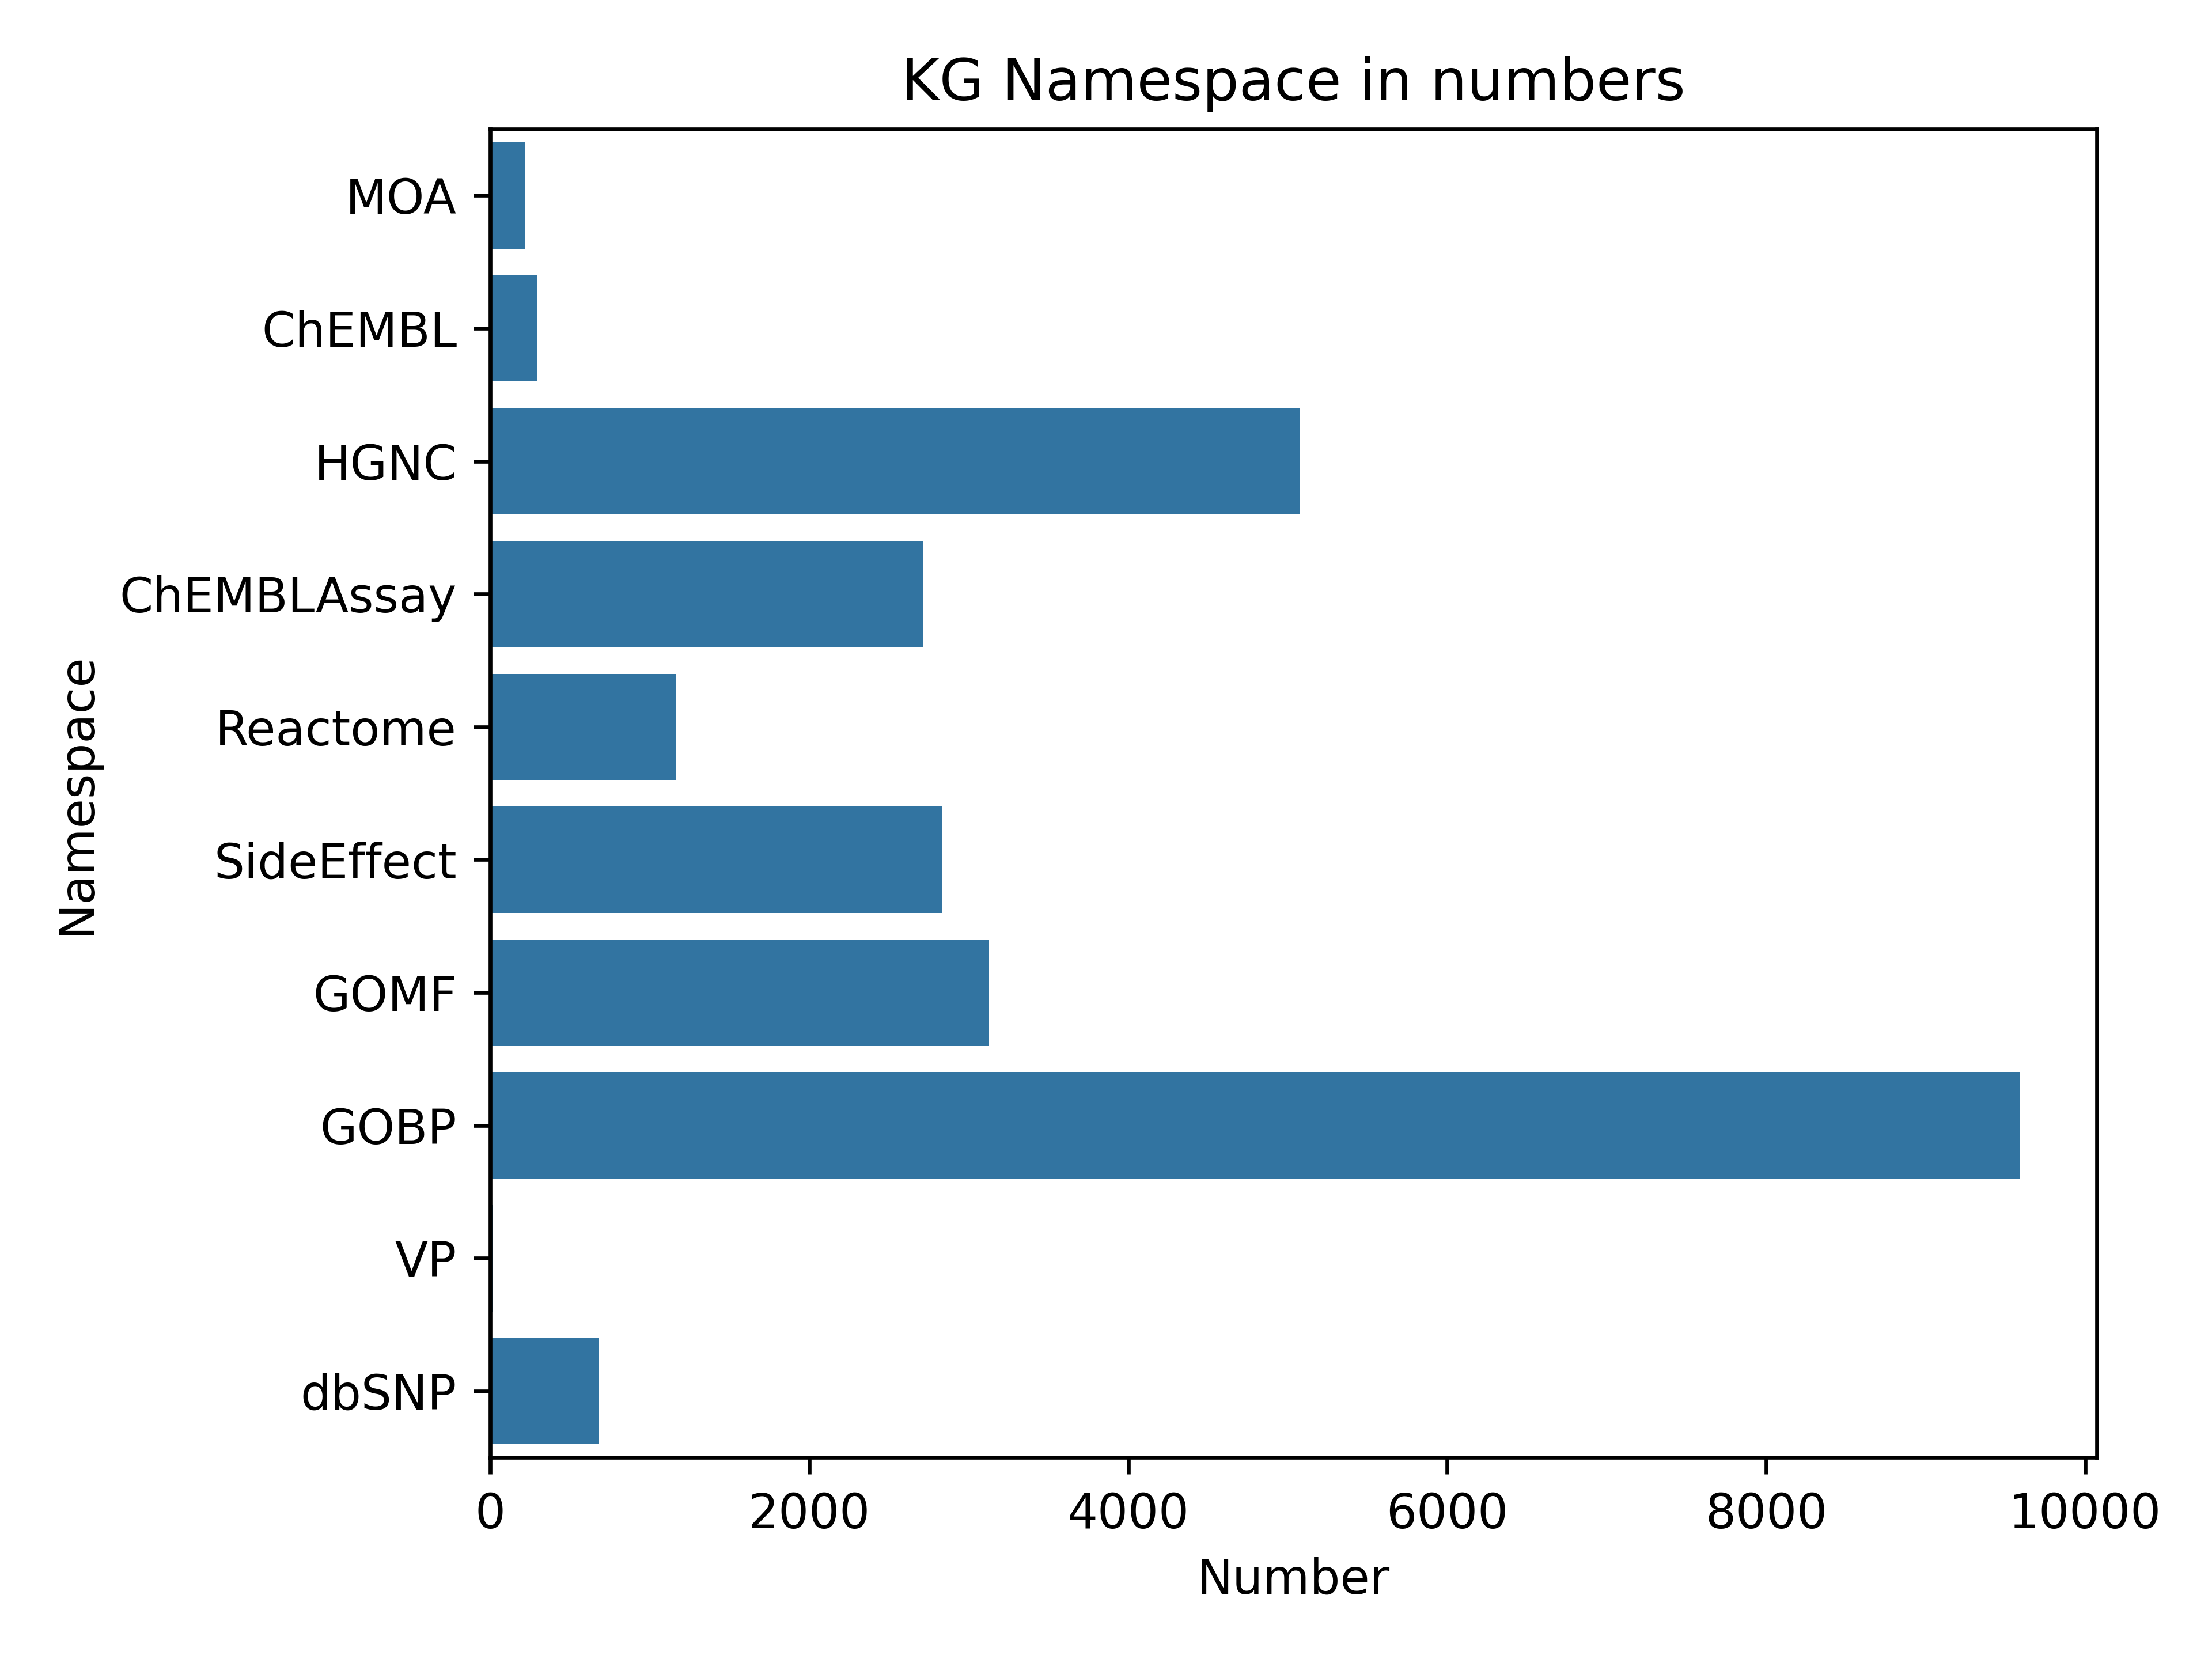 KG Namespace in numbers
MOA
ChEMBL
HGNC
ChEMBLAssay
Reactome
SideEffect
GOMF
GOBP
VP
dbSNP
Namespace
0 2000 4000 6000 8000 10000
Number